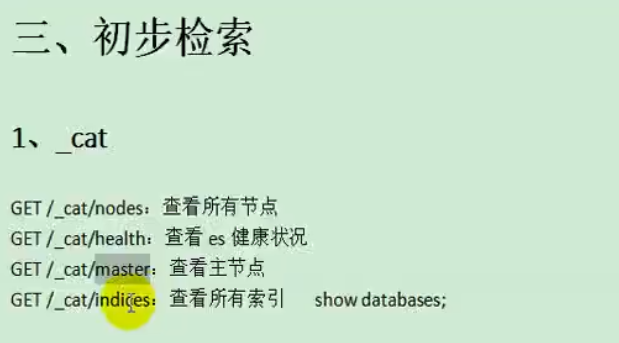 三、初步检索
1、_cat
GET /_cat/nodes：查看所有节点
GET /_cat/health：查看 es 健康状况
GET /_cat/master：查看主节点
GET /_cat/indices：查看所有索引 show databases;